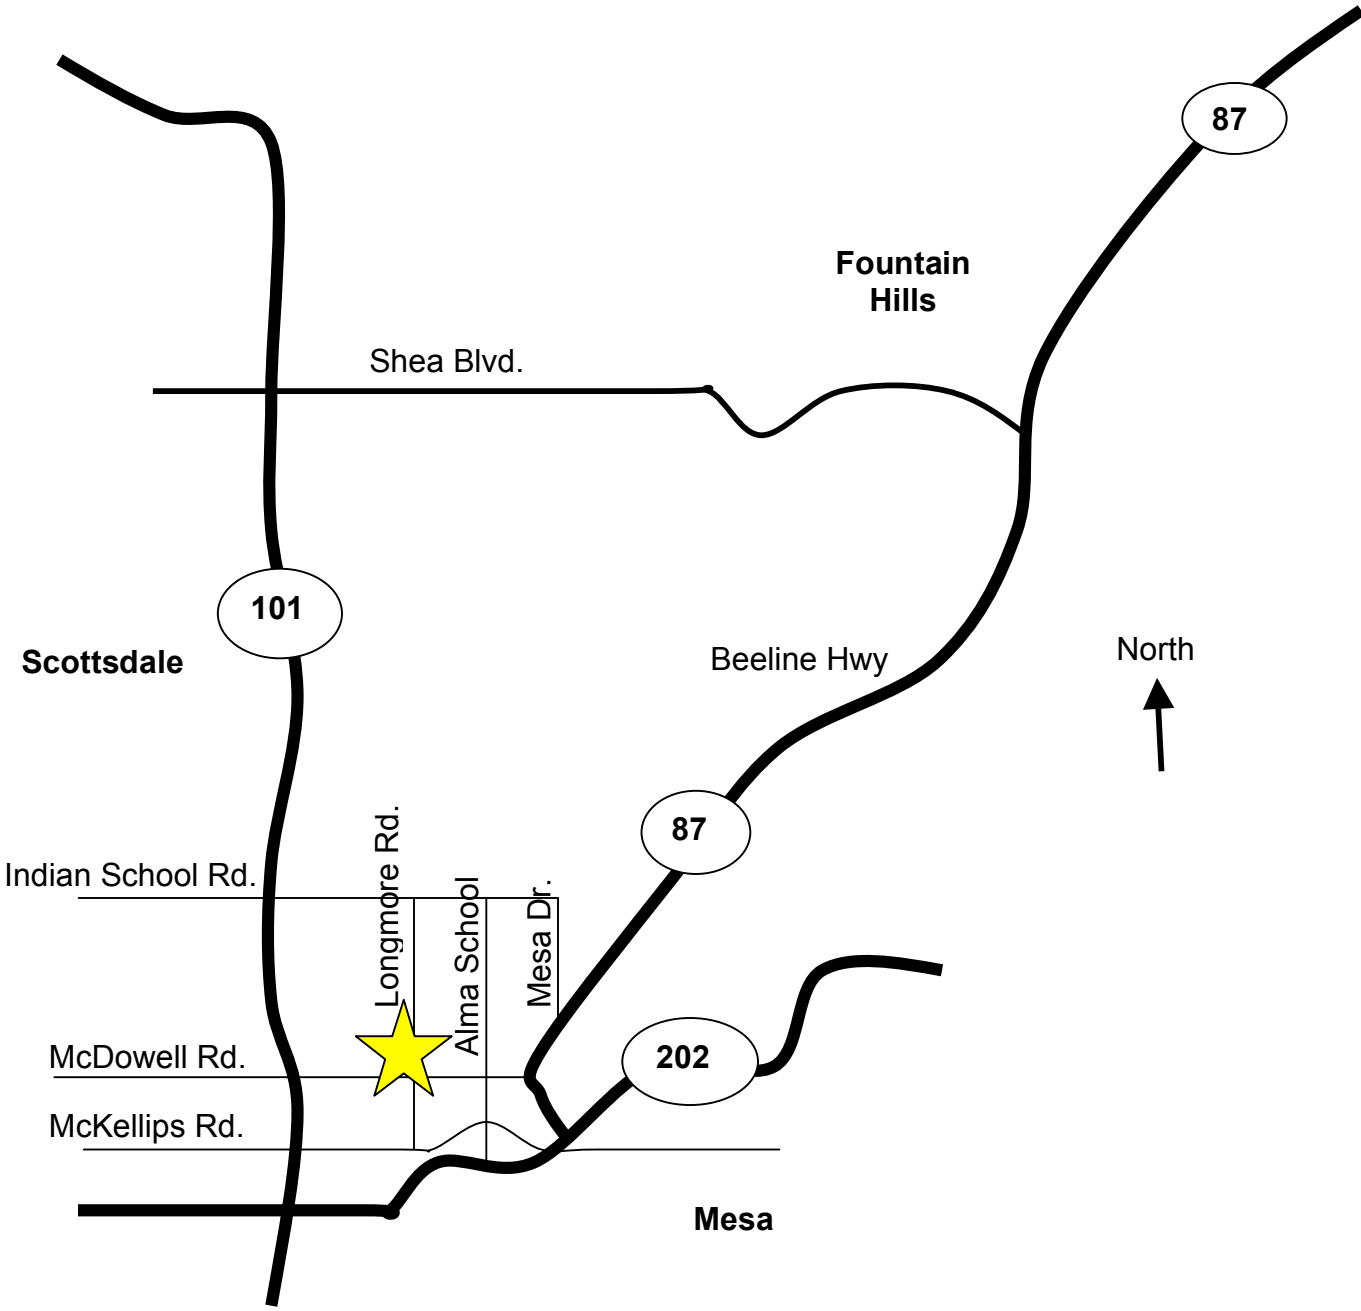 87
Fountain
Hills
Shea Blvd.
101
Scottsdale
Beeline Hwy
North
87
Longmore Rd.
Indian School Rd.
Alma School
Mesa Dr.
McDowell Rd.
202
McKellips Rd.
Mesa